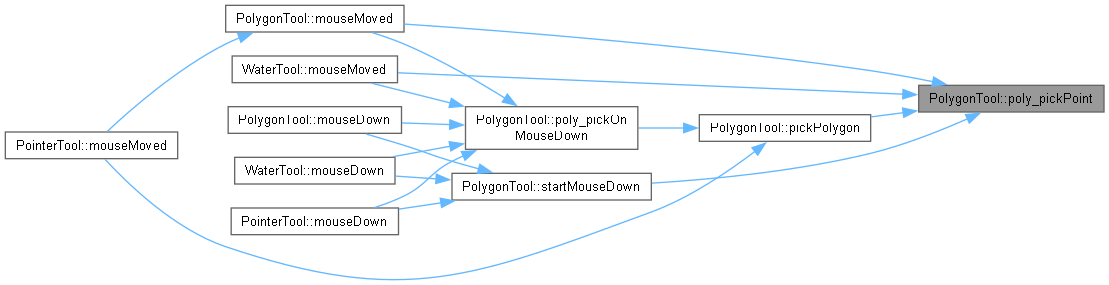 PolygonTool::mouseMoved
WaterTool::mouseMoved
PolygonTool::poly_pickPoint
PolygonTool::mouseDown
PolygonTool::poly_pickOn
MouseDown
PolygonTool::pickPolygon
PointerTool::mouseMoved
WaterTool::mouseDown
PolygonTool::startMouseDown
PointerTool::mouseDown